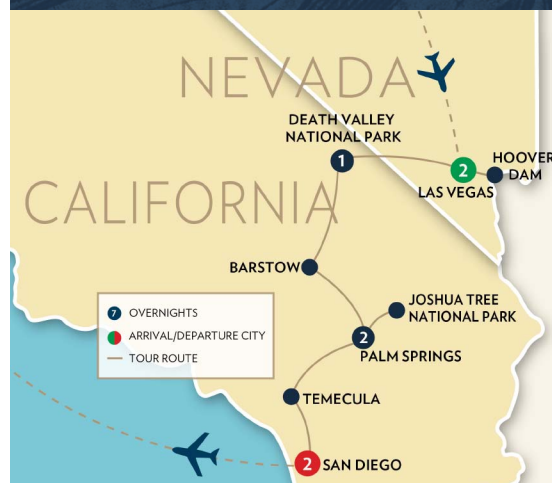 NEVADA
DEATH VALLEY
NATIONAL PARK
1
2
HOOVER
DAM
LAS VEGAS
CALIFORNIA
BARSTOW
JOSHUA TREE
NATIONAL PARK
7 OVERNIGHTS
ARRIVAL/DEPARTURE CITY
TOUR ROUTE
2
PALM SPRINGS
TEMECULA
2 SAN DIEGO